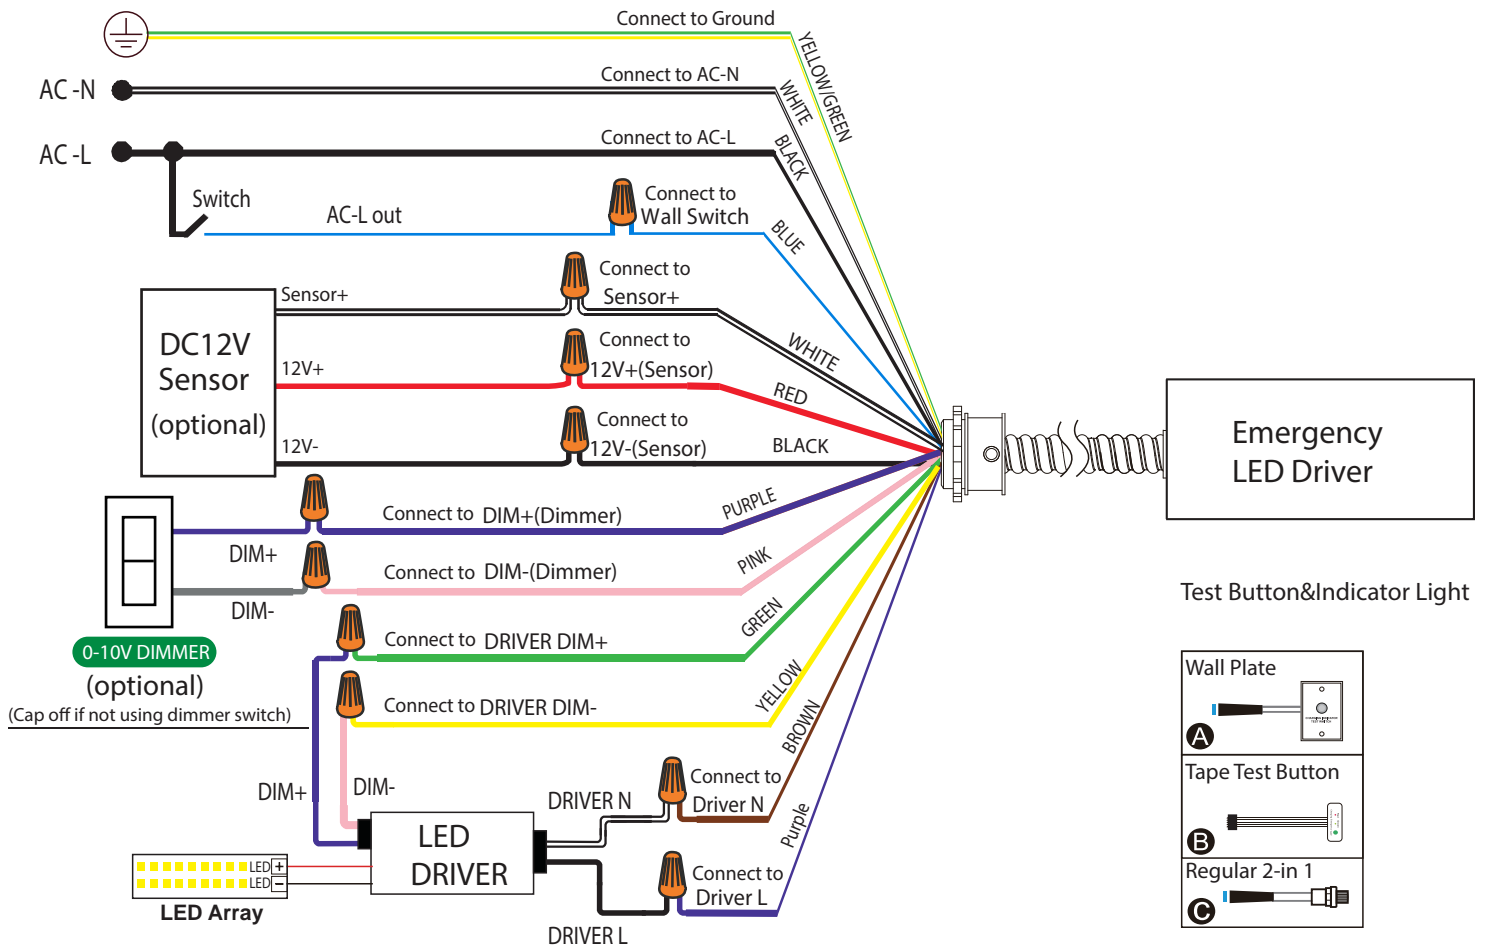 Connect to Ground
YELLOW/GREEN
AC -N
Connect to AC-N
WHITE
AC -L
Connect to AC-L
BLACK
Switch
AC-L out
Connect to
Wall Switch
BLUE
DC12V
Sensor
(optional)
Sensor+
Connect to
Sensor+
WHITE
12V+
Connect to
12V+(Sensor)
RED
12V-
Connect to
12V-(Sensor)
BLACK
Emergency
LED Driver
Connect to DIM+(Dimmer)
PURPLE
DIM+
Connect to DIM-(Dimmer)
PINK
DIM-
0-10V DIMMER
(optional)
(Cap off if not using dimmer switch)
Connect to DRIVER DIM+
GREEN
Connect to DRIVER DIM-
YELLOW
DIM+
DIM-
LED
DRIVER
DRIVER N
Connect to
Driver N
BROWN
DRIVER L
Connect to
Driver L
Purple
LED +
LED −
LED Array
Test Button&Indicator Light
Wall Plate
A
Tape Test Button
B
Regular 2-in 1
C